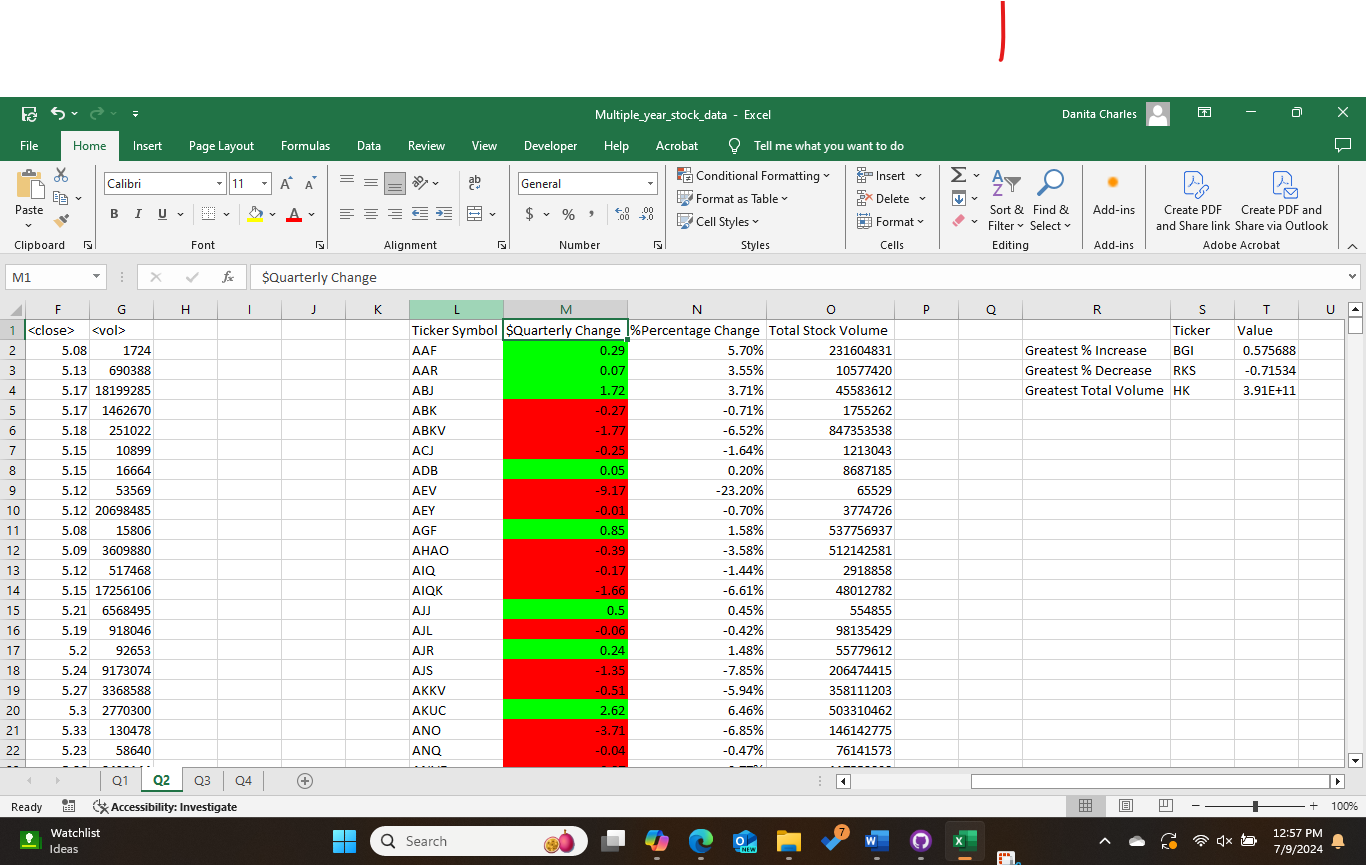 Multiple_year_stock_data - Excel
Danita Charles
File Home Insert Page Layout Formulas Data Review View Developer Help Acrobat Tell me what you want to do
Calibri 11 General Conditional Formatting Insert
Paste Format as Table Delete Sort & Filter Find & Select Add-ins Create PDF and Share link Create PDF and Share via Outlook
B I U $ % , Cell Styles Format
Clipboard Font Alignment Number Styles Cells Editing Add-ins Adobe Acrobat
M1 fx $Quarterly Change
F G H I J K L M N O P Q R S T U
1 <close> <vol> Ticker Symbol $Quarterly Change %Percentage Change Total Stock Volume Ticker Value
2 5.08 1724 AAF 0.29 5.70% 231604831 Greatest % Increase BGI 0.575688
3 5.13 690388 AAR 0.07 3.55% 10577420 Greatest % Decrease RKS -0.71534
4 5.17 18199285 ABJ 1.72 3.71% 45583612 Greatest Total Volume HK 3.91E+11
5 5.17 1462670 ABK -0.27 -0.71% 1755262
6 5.18 251022 ABKV -1.77 -6.52% 847353538
7 5.15 10899 ACJ -0.25 -1.64% 1213043
8 5.15 16664 ADB 0.05 0.20% 8687185
9 5.12 53569 AEV -9.17 -23.20% 65529
10 5.12 20698485 AEY -0.01 -0.70% 3774726
11 5.08 15806 AGF 0.85 1.58% 537756937
12 5.09 3609880 AHAO -0.39 -3.58% 512142581
13 5.12 517468 AIQ -0.17 -1.44% 2918858
14 5.15 17256106 AIQK -1.66 -6.61% 48012782
15 5.21 6568495 AJJ 0.5 0.45% 554855
16 5.19 918046 AJL -0.06 -0.42% 98135429
17 5.2 92653 AJR 0.24 1.48% 55779612
18 5.24 9173074 AJS -1.35 -7.85% 206474415
19 5.27 3368588 AKKV -0.51 -5.94% 358111203
20 5.3 2770300 AKUC 2.62 6.46% 503310462
21 5.33 130478 ANO -3.71 -6.85% 146142775
22 5.23 58640 ANQ -0.04 -0.47% 76141573
Q1 Q2 Q3 Q4
Ready Accessibility: Investigate 100%
Watchlist
Ideas
Search
7
NEW
12:57 PM
7/9/2024